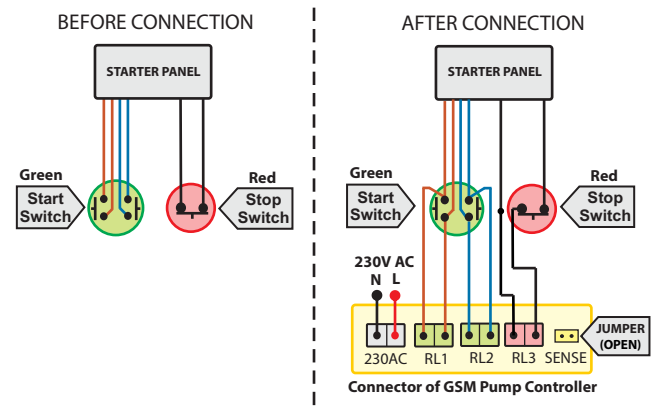 BEFORE CONNECTION
STARTER PANEL
Green
Start
Switch
Red
Stop
Switch
AFTER CONNECTION
STARTER PANEL
Green
Start
Switch
Red
Stop
Switch
230V AC
N L
230AC RL1 RL2 RL3 SENSE
JUMPER
(OPEN)
Connector of GSM Pump Controller